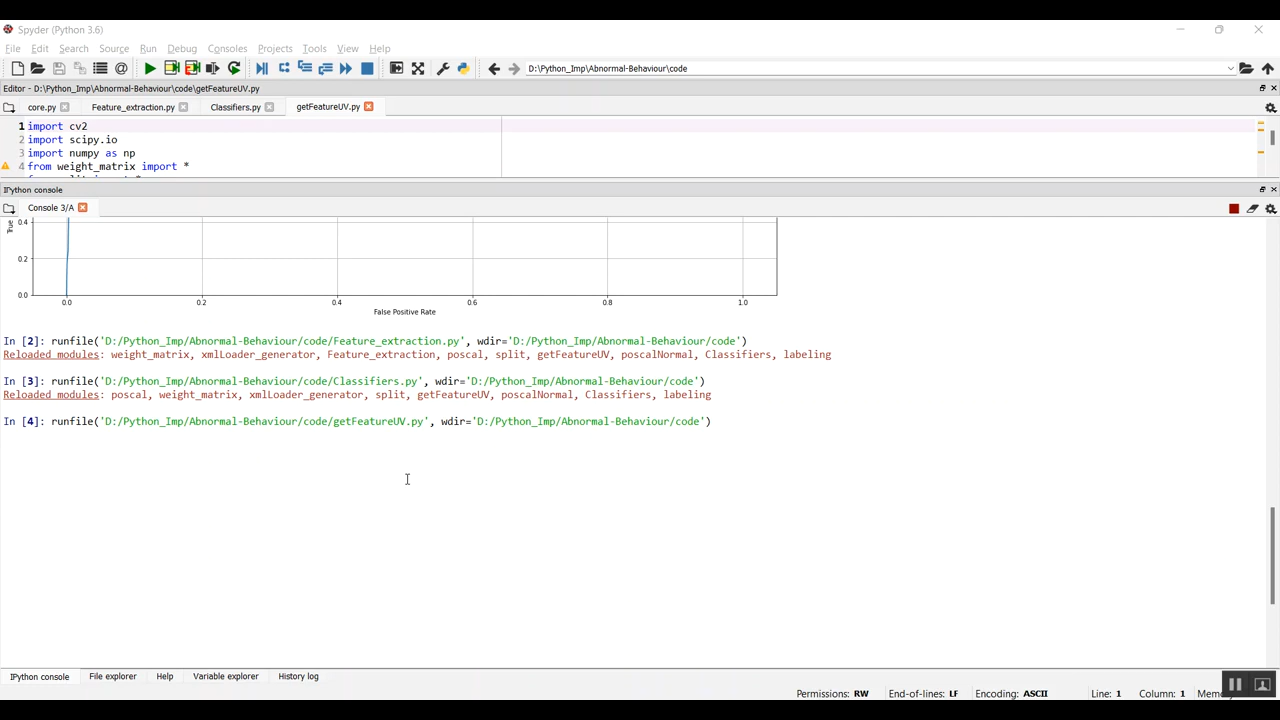 Spyder (Python 3.6)
File Edit Search Source Run Debug Consoles Projects Tools View Help
D:\Python_Imp\Abnormal-Behaviour\code
Editor - D:\Python_Imp\Abnormal-Behaviour\code\getFeatureUV.py
core.py Feature_extraction.py Classifiers.py getFeatureUV.py
1 import cv2
2 import scipy.io
3 import numpy as np
4 from weight_matrix import *
IPython console
Console 3/A
True
0.4
0.2
0.0
0.0 0.2 0.4 0.6 0.8 1.0
False Positive Rate
In [2]: runfile('D:/Python_Imp/Abnormal-Behaviour/code/Feature_extraction.py', wdir='D:/Python_Imp/Abnormal-Behaviour/code')
Reloaded modules: weight_matrix, xmlLoader_generator, Feature_extraction, poscal, split, getFeatureUV, poscalNormal, Classifiers, labeling
In [3]: runfile('D:/Python_Imp/Abnormal-Behaviour/code/Classifiers.py', wdir='D:/Python_Imp/Abnormal-Behaviour/code')
Reloaded modules: poscal, weight_matrix, xmlLoader_generator, split, getFeatureUV, poscalNormal, Classifiers, labeling
In [4]: runfile('D:/Python_Imp/Abnormal-Behaviour/code/getFeatureUV.py', wdir='D:/Python_Imp/Abnormal-Behaviour/code')
IPython console File explorer Help Variable explorer History log
Permissions: RW End-of-lines: LF Encoding: ASCII Line: 1 Column: 1